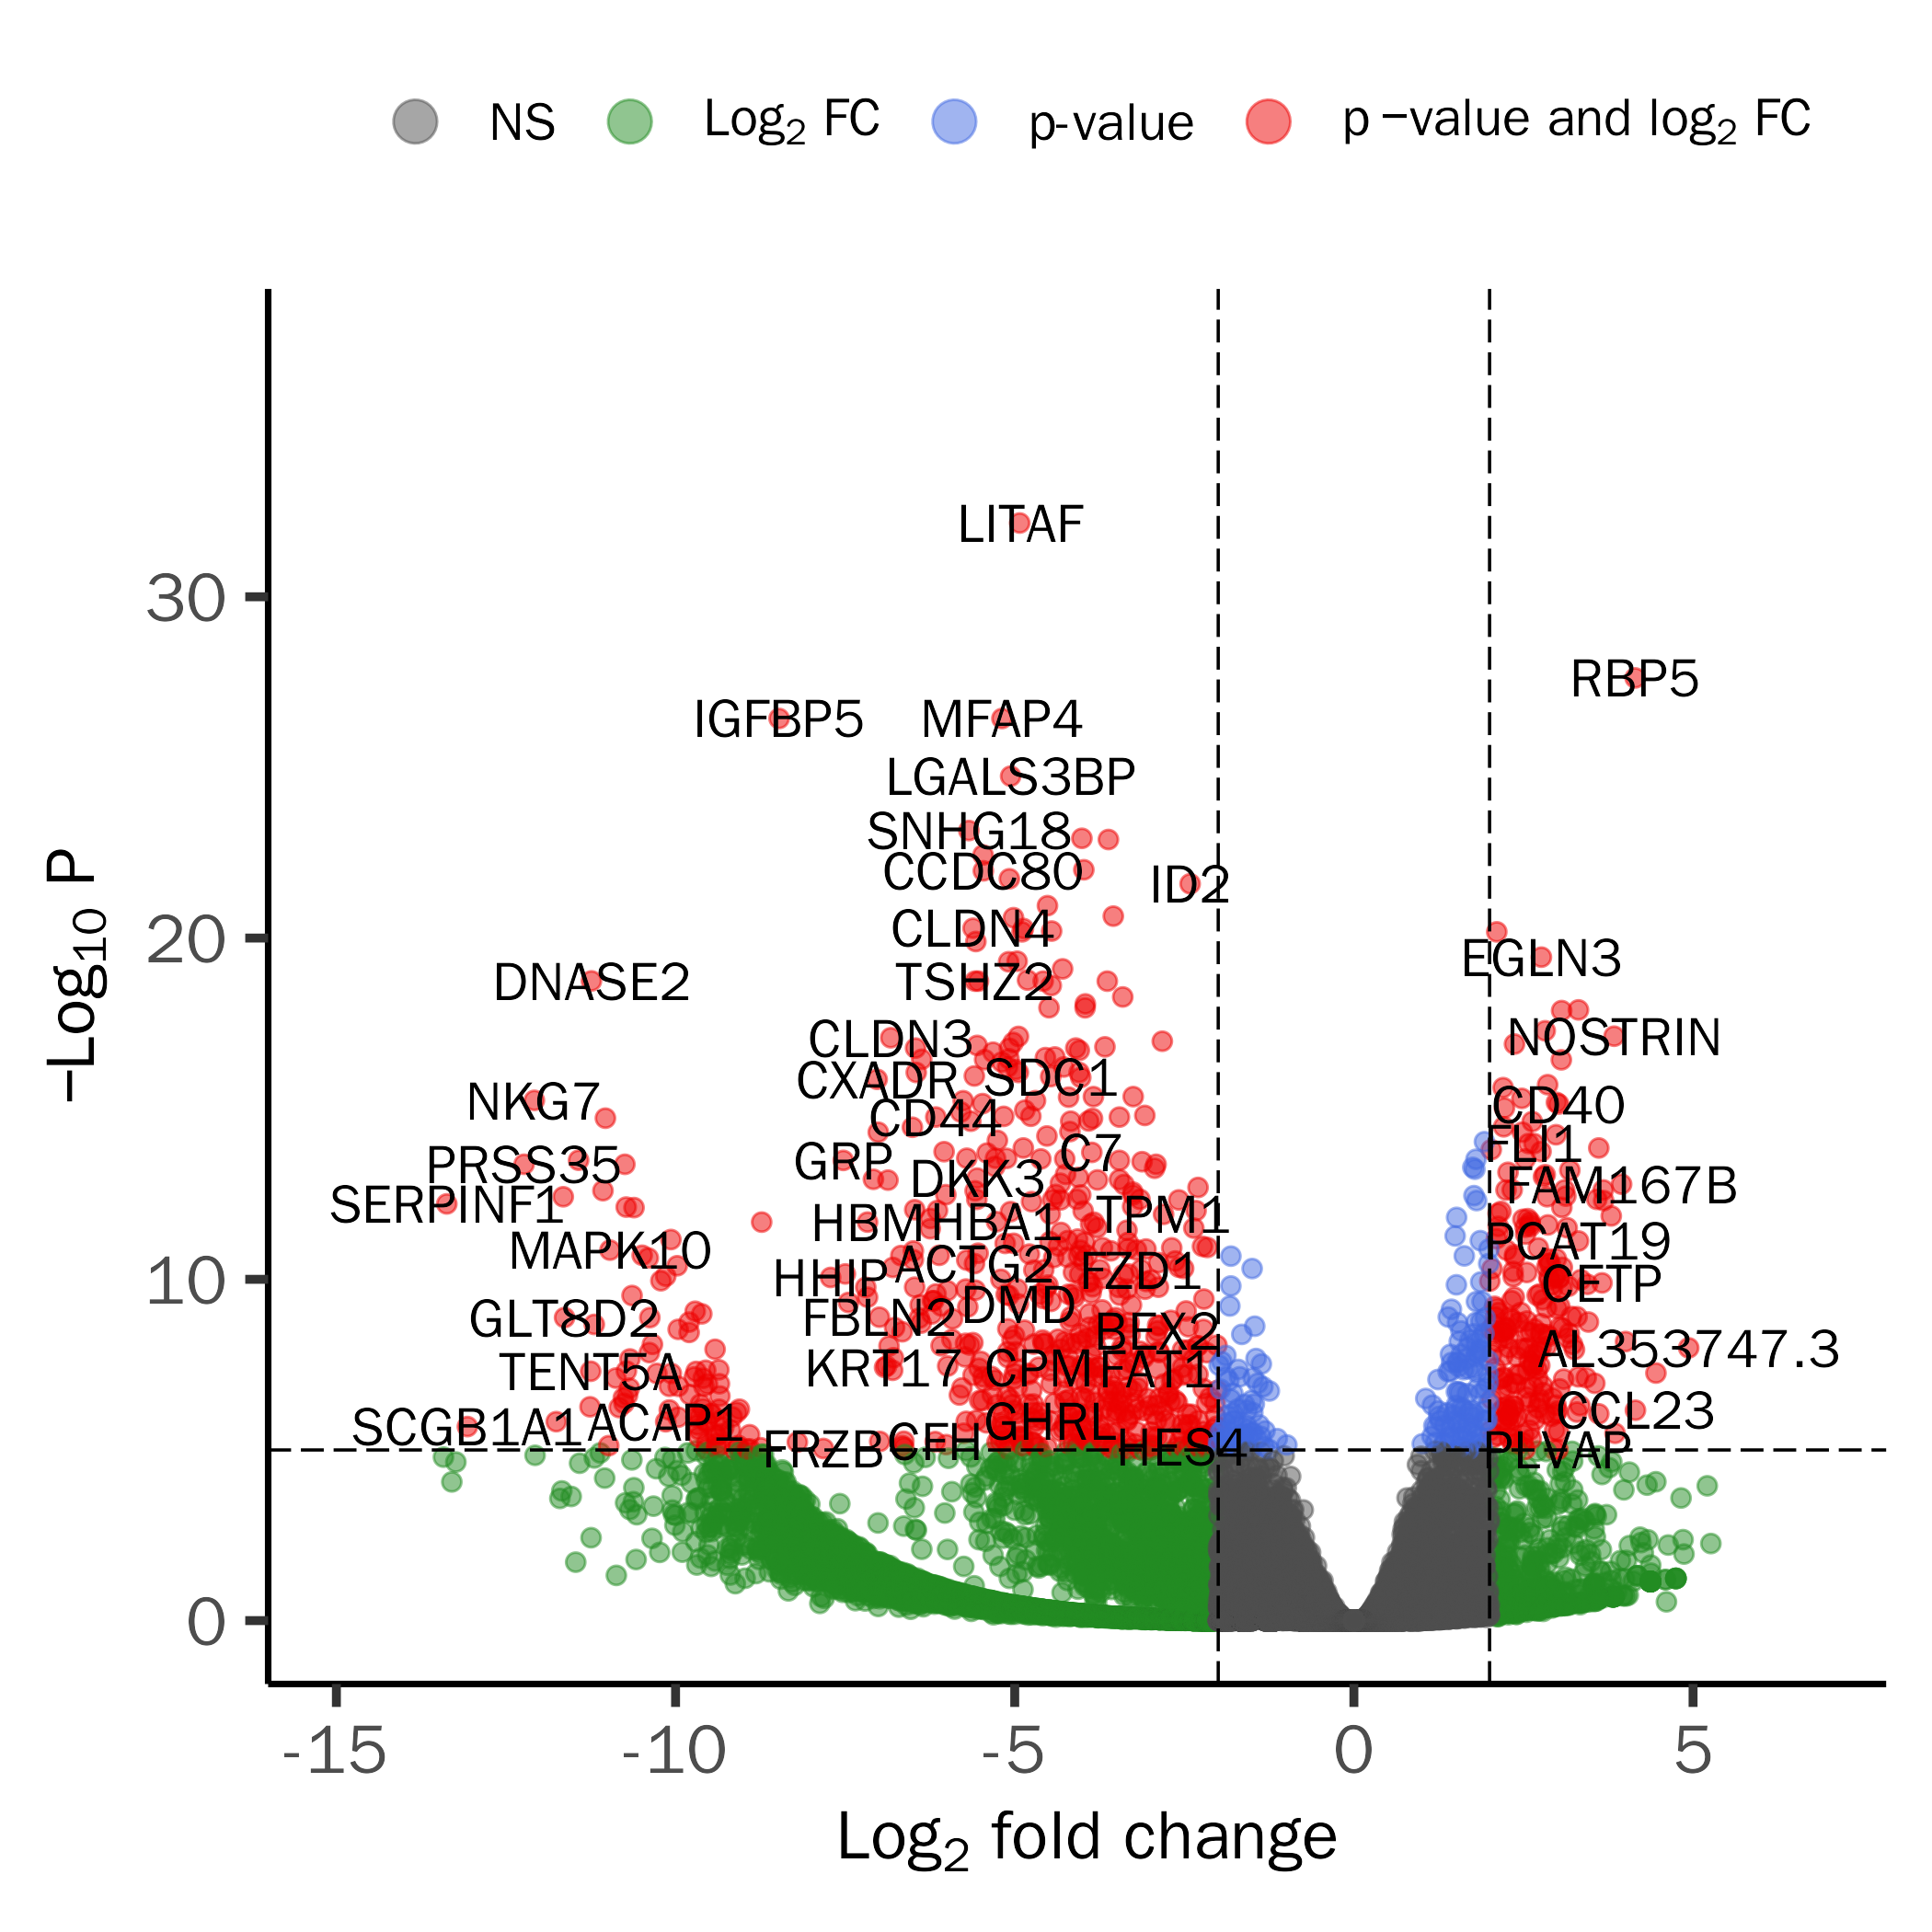 NS Log2 FC p-value p −value and log2 FC
LITAF
30
RBP5
IGFBP5 MFAP4
LGALS3BP
SNHG18
CCDC80
ID2
CLDN4
20
EGLN3
DNASE2 TSHZ2
CLDN3 NOSTRIN
CXADR SDC1
NKG7 CD40
CD44
FLI1
C7
PRSS35 GRP
DKK3 FAM167B
SERPINF1
TPM1
HBM HBA1
PCAT19
MAPK10
ACTG2
HHIP FZD1
10
CETP
DMD
GLT8D2 FBLN2
BEX2
AL353747.3
TENT5A KRT17 CPM FAT1
CCL23
SCGB1A1 ACAP1 GHRL
FRZB CFH HES4 PLVAP
0
−Log10 P
-15 -10 -5 0 5
Log2 fold change